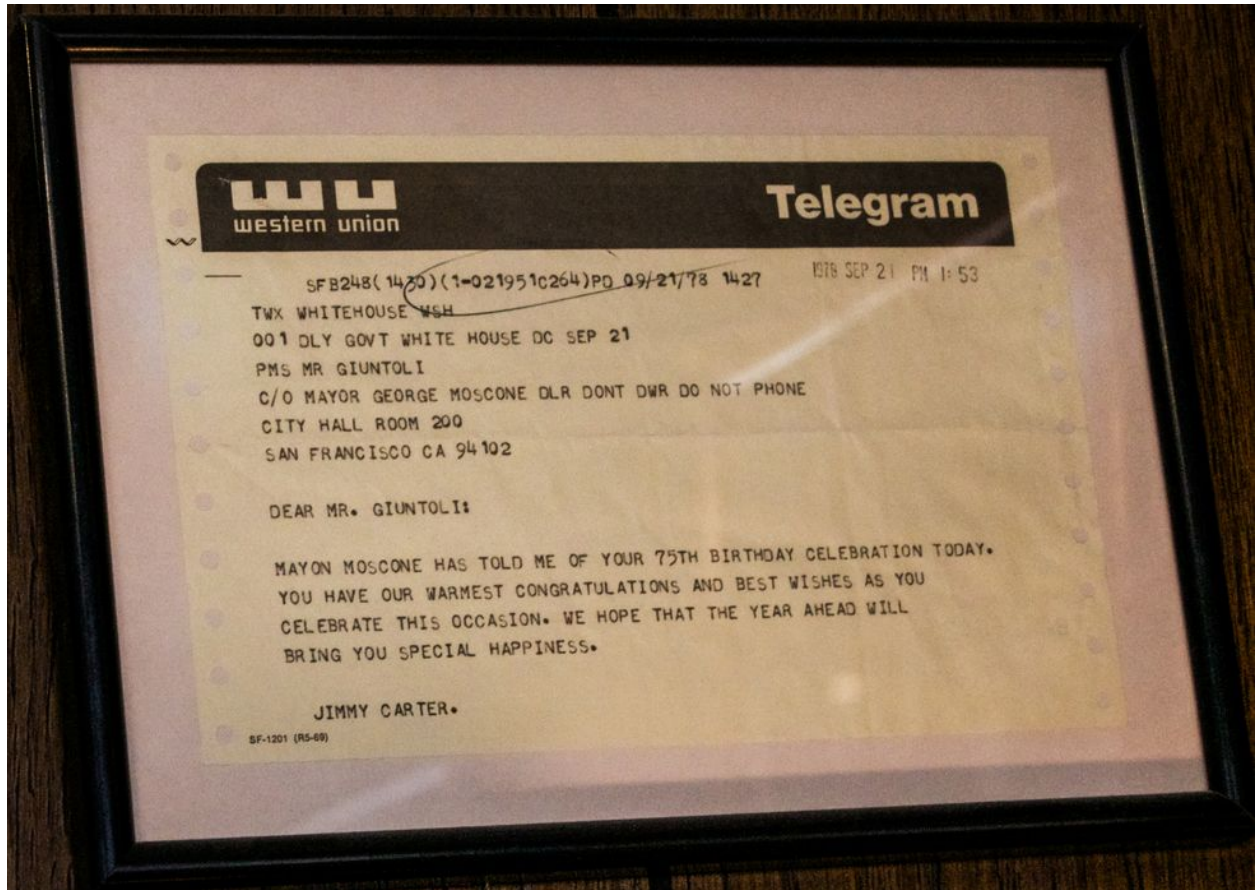 WU
western union
Telegram
SFB248(1430)(1-021951C264)PD 09/21/78 1427
1978 SEP 21 PM 1:53
TWX WHITEHOUSE WSH
001 DLY GOVT WHITE HOUSE DC SEP 21
PMS MR GIUNTOLI
C/O MAYOR GEORGE MOSCONE DLR DONT DWR DO NOT PHONE
CITY HALL ROOM 200
SAN FRANCISCO CA 94102
DEAR MR. GIUNTOLI:
MAYON MOSCONE HAS TOLD ME OF YOUR 75TH BIRTHDAY CELEBRATION TODAY.
YOU HAVE OUR WARMEST CONGRATULATIONS AND BEST WISHES AS YOU
CELEBRATE THIS OCCASION. WE HOPE THAT THE YEAR AHEAD WILL
BRING YOU SPECIAL HAPPINESS.
JIMMY CARTER.
SF-1201 (R5-69)